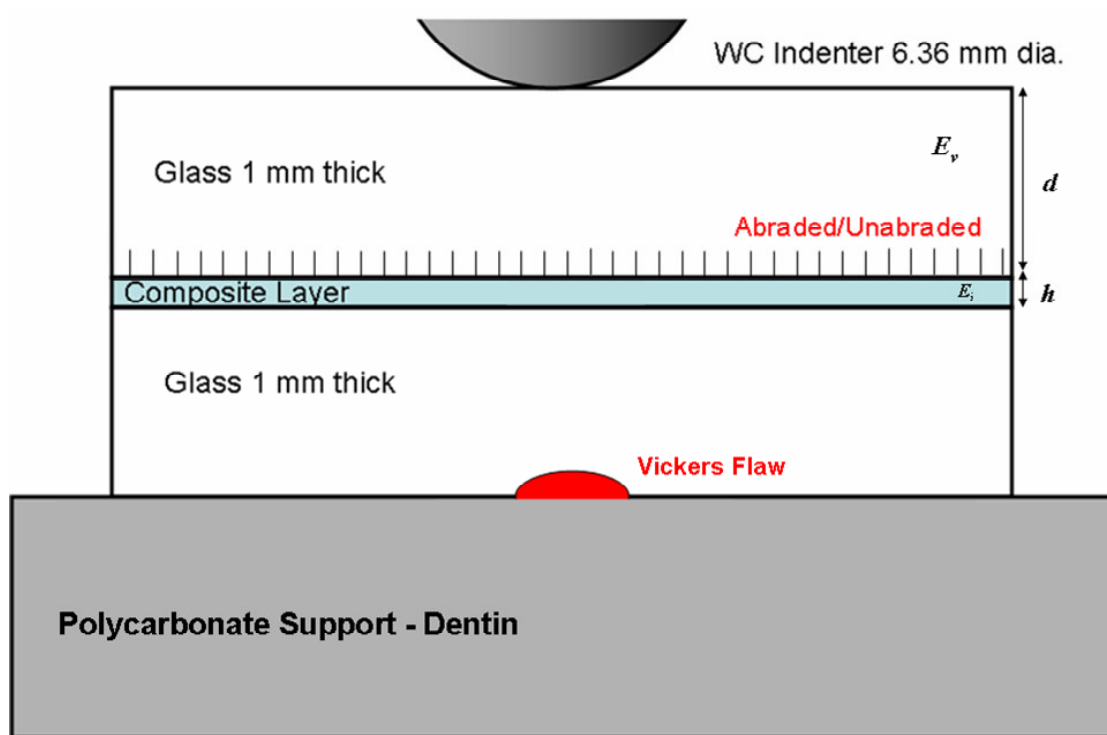 WC Indenter 6.36 mm dia.
Glass 1 mm thick
E_v
d
Abraded/Unabraded
Composite Layer
E_i
h
Glass 1 mm thick
Vickers Flaw
Polycarbonate Support - Dentin